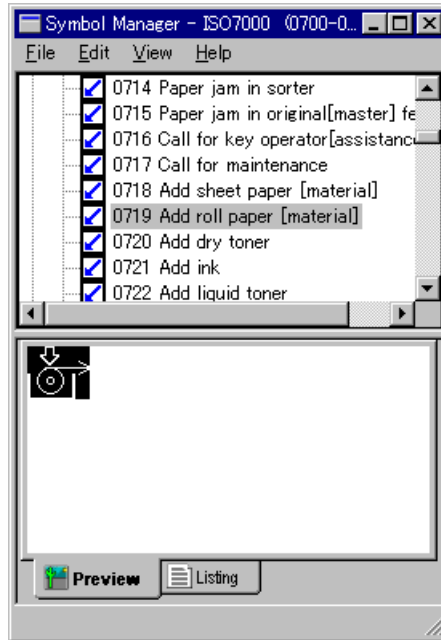 Symbol Manager - ISO7000 (0700-0...
File Edit View Help
0714 Paper jam in sorter
0715 Paper jam in original[master] fe
0716 Call for key operator[assistanc
0717 Call for maintenance
0718 Add sheet paper [material]
0719 Add roll paper [material]
0720 Add dry toner
0721 Add ink
0722 Add liquid toner
Preview Listing